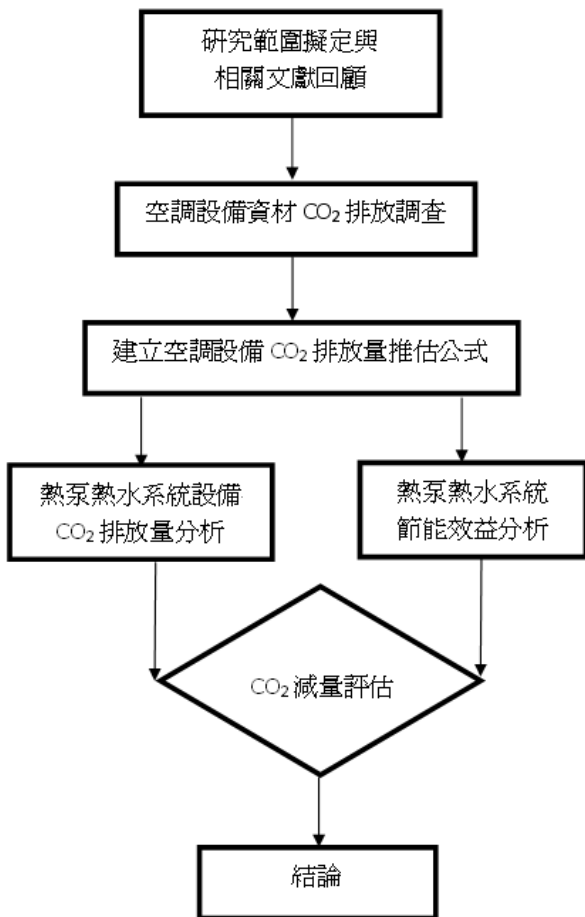 研究範圍擬定與
相關文獻回顧
空調設備資材 CO₂ 排放調查
建立空調設備 CO₂ 排放量推估公式
熱泵熱水系統設備
CO₂ 排放量分析
熱泵熱水系統
節能效益分析
CO₂ 減量評估
結論